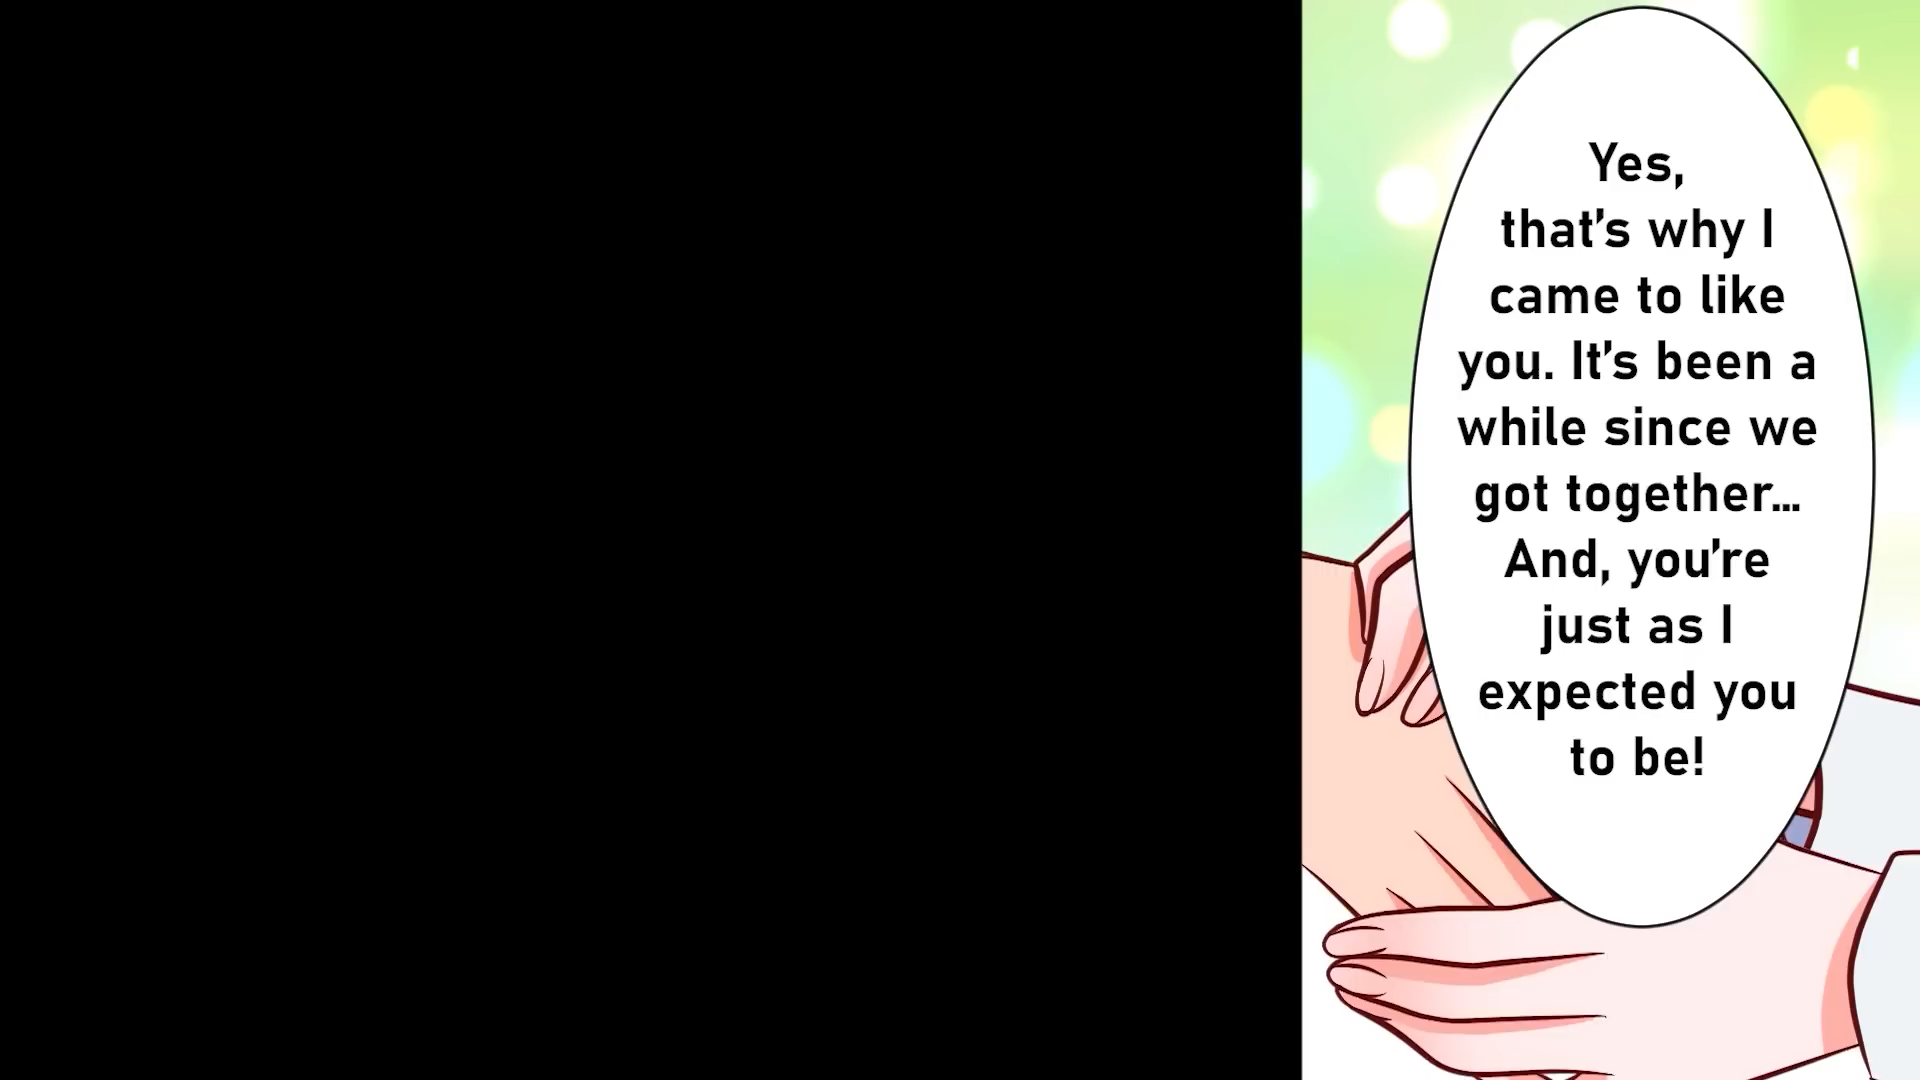 Yes,
that's why I
came to like
you. It's been a
while since we
got together...
And, you're
just as I
expected you
to be!